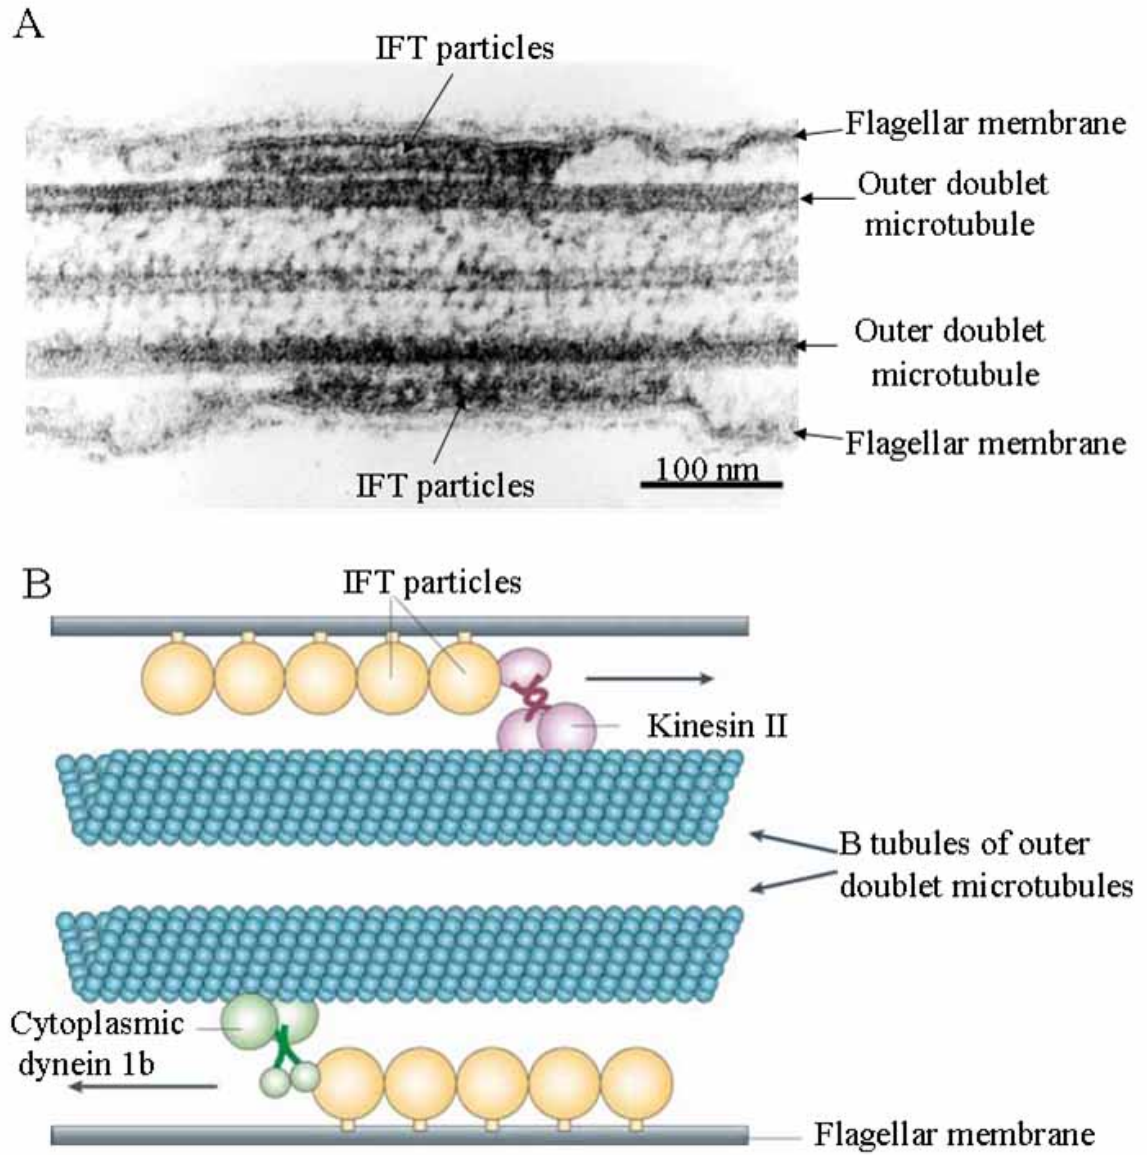 A
IFT particles
Flagellar membrane
Outer doublet
microtubule
Outer doublet
microtubule
Flagellar membrane
IFT particles
100 nm
B
IFT particles
Kinesin II
B tubules of outer
doublet microtubules
Cytoplasmic
dynein 1b
Flagellar membrane